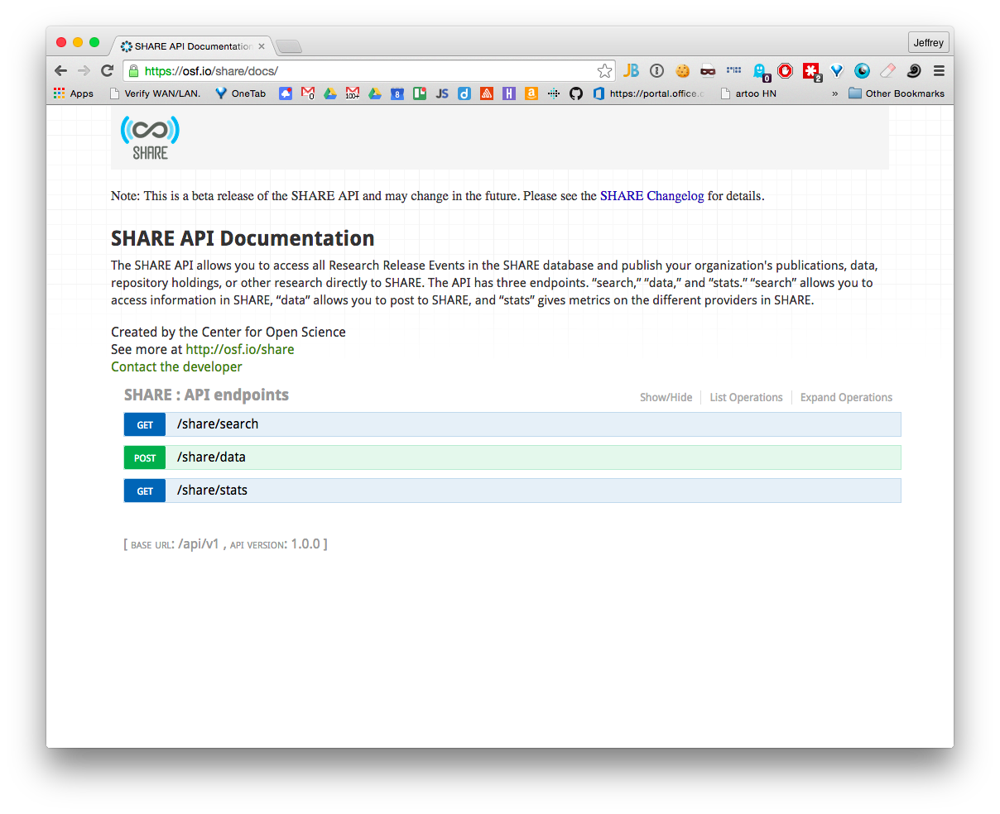 SHARE API Documentation
Jeffrey
https://osf.io/share/docs/
JB
0
2
Apps
Verify WAN/LAN.
OneTab
0
100+
8
JS
d
H
a
https://portal.office.c
artoo HN
»
Other Bookmarks
SHARE
Note: This is a beta release of the SHARE API and may change in the future. Please see the SHARE Changelog for details.
SHARE API Documentation
The SHARE API allows you to access all Research Release Events in the SHARE database and publish your organization's publications, data,
repository holdings, or other research directly to SHARE. The API has three endpoints. “search,” “data,” and “stats.” “search” allows you to
access information in SHARE, “data” allows you to post to SHARE, and “stats” gives metrics on the different providers in SHARE.
Created by the Center for Open Science
See more at http://osf.io/share
Contact the developer
SHARE : API endpoints
Show/Hide
List Operations
Expand Operations
GET /share/search
POST /share/data
GET /share/stats
[ BASE URL: /api/v1 , API VERSION: 1.0.0 ]